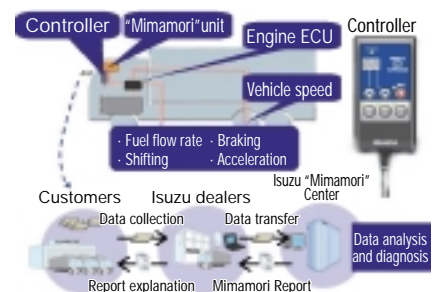 Controller
"Mimamori"unit
Controller
Engine ECU
Vehicle speed
· Fuel flow rate · Braking
· Shifting · Acceleration
Isuzu "Mimamori"
Center
Customers
Isuzu dealers
Data collection
Data transfer
Data analysis
and diagnosis
Report explanation
Mimamori Report